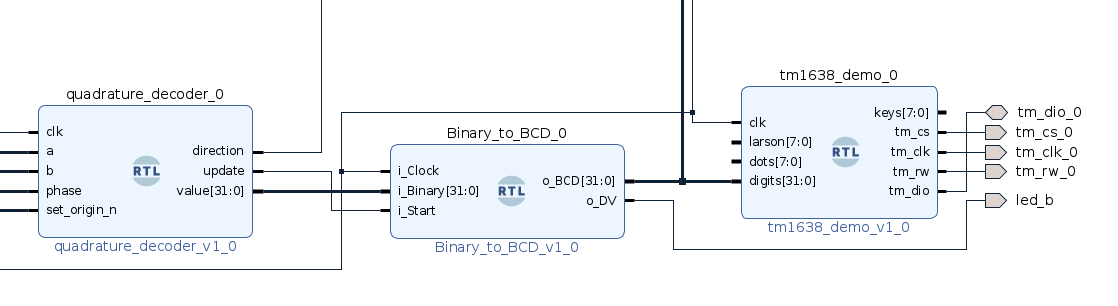 quadrature_decoder_0
clk
a
b
phase
set_origin_n
RTL
direction
update
value[31:0]
quadrature_decoder_v1_0
Binary_to_BCD_0
i_Clock
i_Binary[31:0]
i_Start
RTL
o_BCD[31:0]
o_DV
Binary_to_BCD_v1_0
tm1638_demo_0
clk
larson[7:0]
dots[7:0]
digits[31:0]
RTL
keys[7:0]
tm_cs
tm_clk
tm_rw
tm_dio
tm1638_demo_v1_0
tm_dio_0
tm_cs_0
tm_clk_0
tm_rw_0
led_b